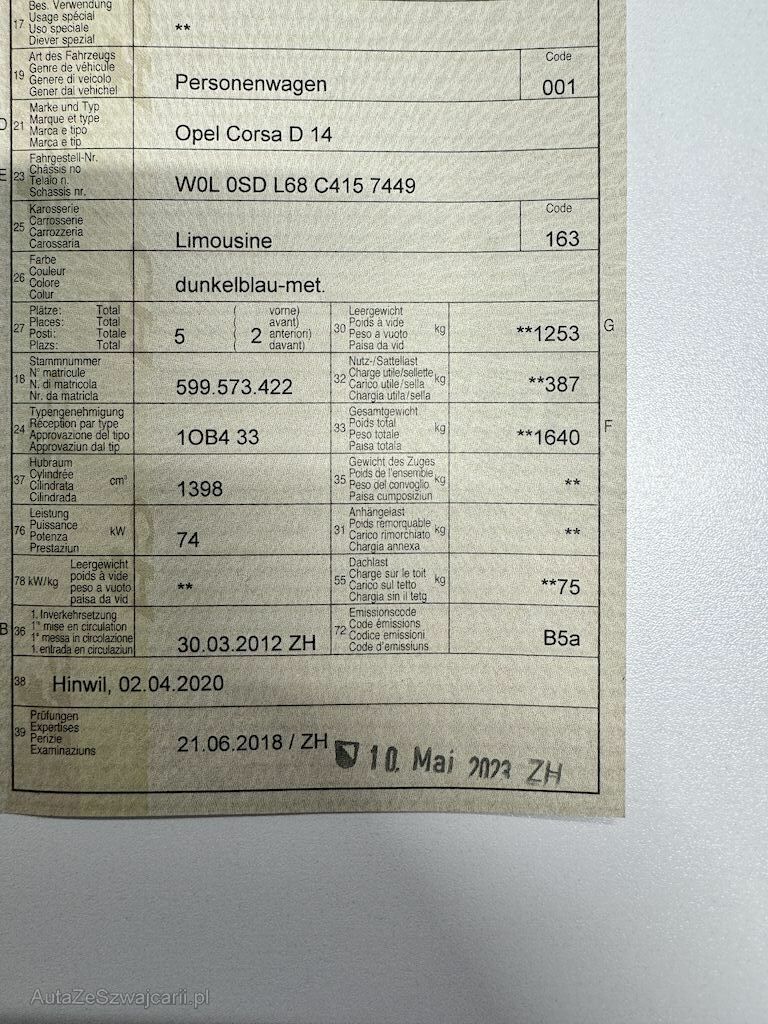 Bes. Verwendung
17 Usage spécial
Uso speciale
Diever spezial
**
19 Art des Fahrzeugs
Genre de véhicule
Genere di veicolo
Gener dal vehichel
Personenwagen
Code
001
D 21 Marke und Typ
Marque et type
Marca e tipo
Marca e tip
Opel Corsa D 14
E 23 Fahrgestell-Nr.
Châssis no
Telaio n.
Schassis nr.
W0L 0SD L68 C415 7449
25 Karosserie
Carrosserie
Carrozzeria
Carossaria
Limousine
Code
163
26 Farbe
Couleur
Colore
Colur
dunkelblau-met.
27 Plätze: Total
Places: Total
Posti: Totale
Plazs: Total
5
( vorne)
( avant)
( anterion)
( davant)
2
30 Leergewicht
Poids à vide
Peso a vuoto
Paisa da vid
kg
**1253
G
18 Stammnummer
N° matricule
N. di matricola
Nr. da matricla
599.573.422
32 Nutz-/Sattellast
Charge utile/sellette
Carico utile/sella
Chargia utila/sella
kg
**387
24 Typengenehmigung
Réception par type
Approvazione del tipo
Approvaziun dal tip
1OB4 33
33 Gesamtgewicht
Poids total
Peso totale
Paisa totala
kg
**1640
F
37 Hubraum
Cylindrée
Cilindrata
Cilindrada
cm³
1398
35 Gewicht des Zuges
Poids de l'ensemble
Peso del convoglio
Paisa cumposiziun
kg
**
76 Leistung
Puissance
Potenza
Prestaziun
kW
74
31 Anhängelast
Poids remorquable
Carico rimorchiato
Chargia annexa
kg
**
78 kW/kg
Leergewicht
poids à vide
peso a vuoto
paisa da vid
**
55 Dachlast
Charge sur le toit
Carico sul tetto
Chargia sin il tetg
kg
**75
B 36 1. Inverkehrsetzung
1re mise en circulation
1a messa in circolazione
1. entrada en circulaziun
30.03.2012 ZH
72 Emissionscode
Code émissions
Codice emissioni
Code d'emissiuns
B5a
38 Hinwil, 02.04.2020
39 Prüfungen
Expertises
Perizie
Examinaziuns
21.06.2018 / ZH
10. Mai 2023 ZH
AutaZeSzwajcarii.pl